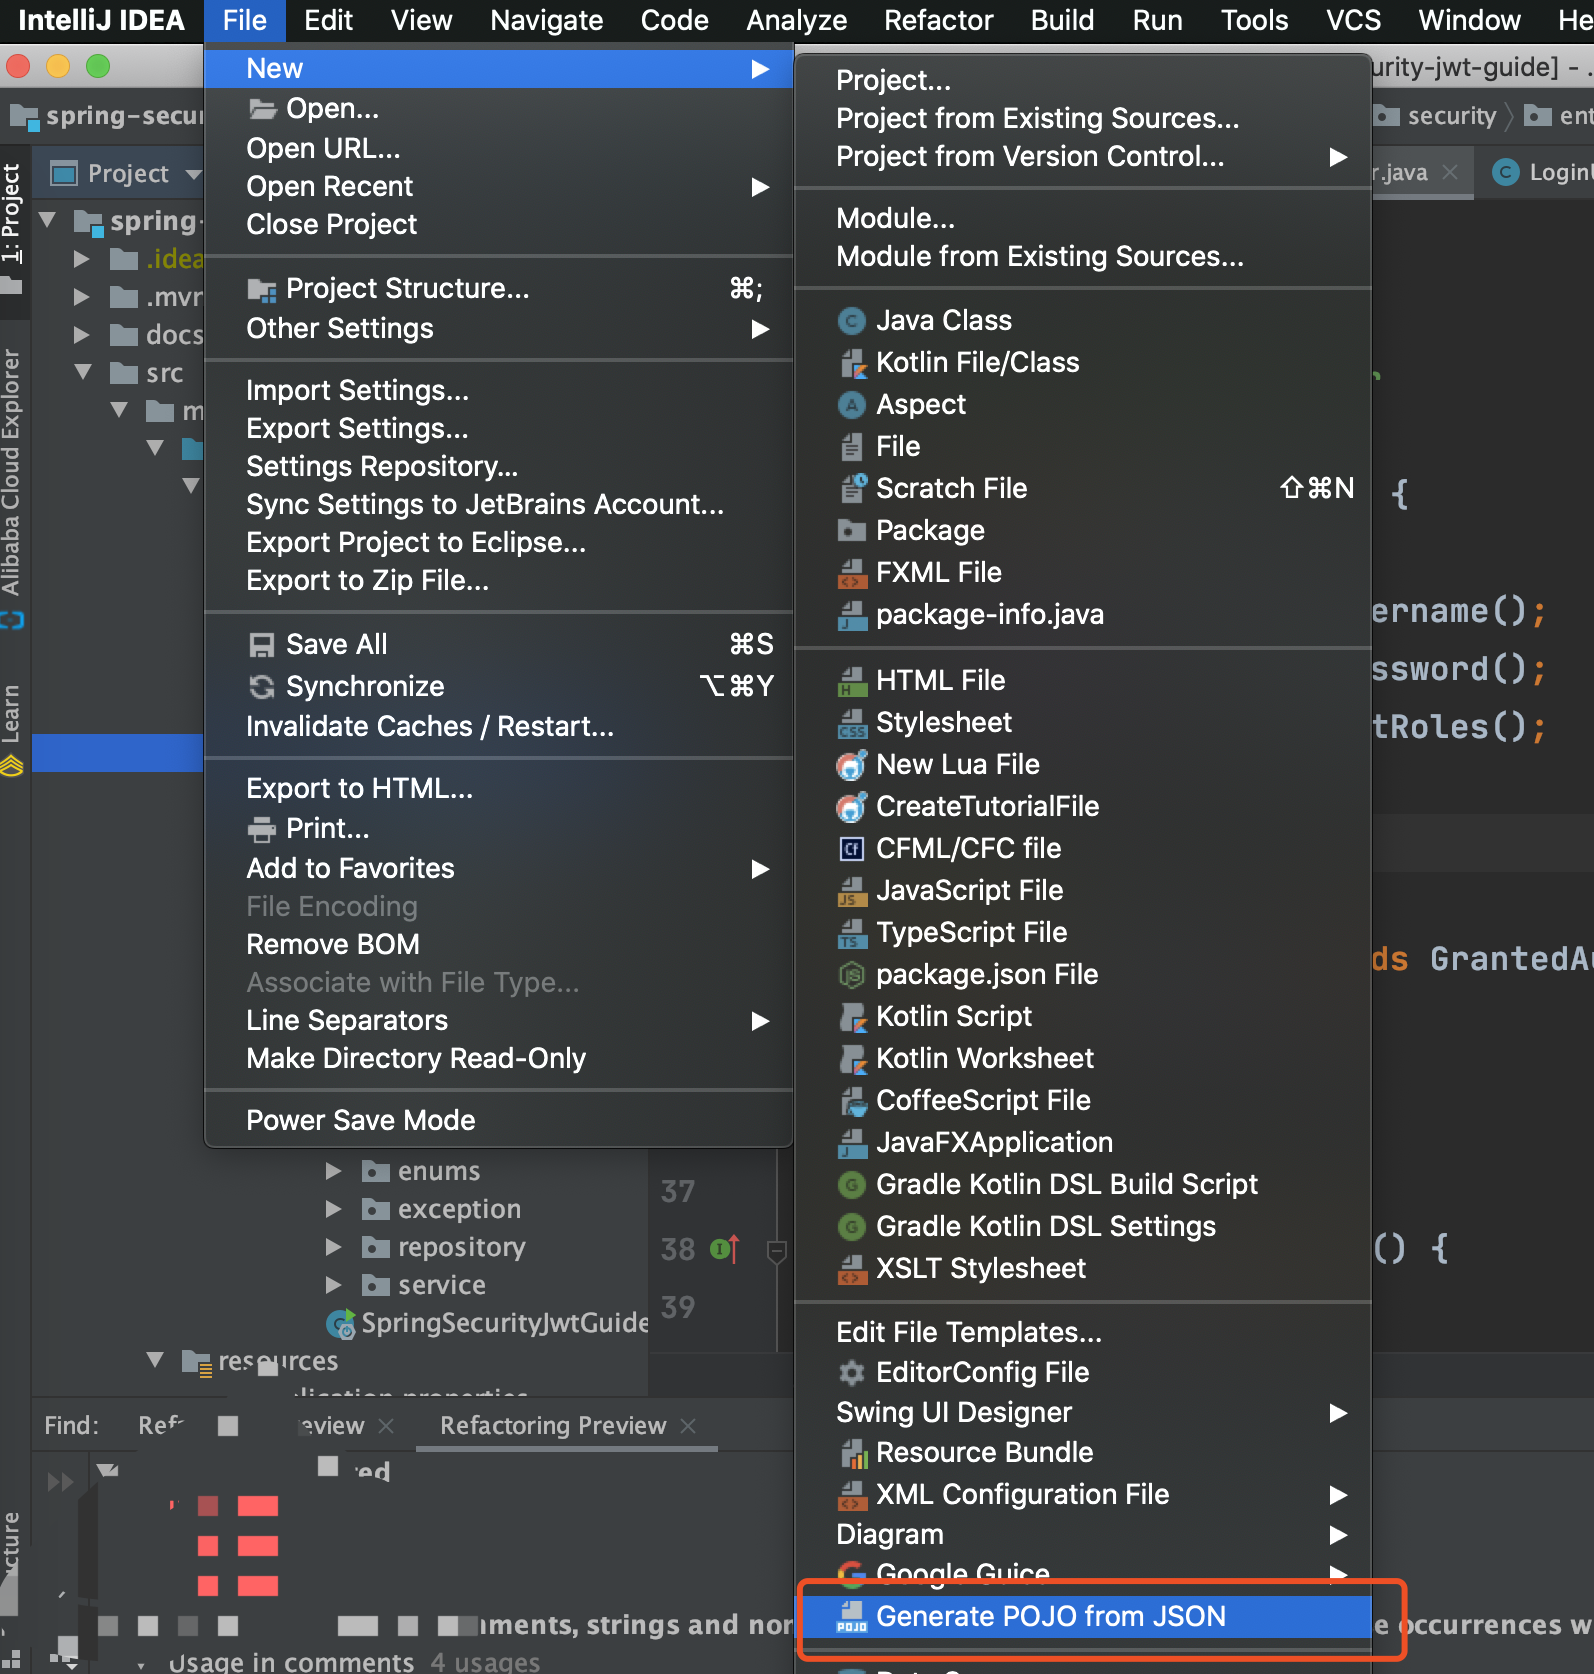 IntelliJ IDEA File Edit View Navigate Code Analyze Refactor Build Run Tools VCS Window He
urity-jwt-guide] - .
spring-secur
security ent
Project
r.java LoginU
1: Project
Alibaba Cloud Explorer
Learn
cture
spring-
.idea
.mvn
docs
src
m
New
Open...
Open URL...
Open Recent
Close Project
Project Structure... ⌘;
Other Settings
Import Settings...
Export Settings...
Settings Repository...
Sync Settings to JetBrains Account...
Export Project to Eclipse...
Export to Zip File...
Save All ⌘S
Synchronize ⌥⌘Y
Invalidate Caches / Restart...
Export to HTML...
Print...
Add to Favorites
File Encoding
Remove BOM
Associate with File Type...
Line Separators
Make Directory Read-Only
Power Save Mode
Project...
Project from Existing Sources...
Project from Version Control...
Module...
Module from Existing Sources...
Java Class
Kotlin File/Class
Aspect
File
Scratch File ⇧⌘N
Package
FXML File
package-info.java
HTML File
Stylesheet
New Lua File
CreateTutorialFile
CFML/CFC file
JavaScript File
TypeScript File
package.json File
Kotlin Script
Kotlin Worksheet
CoffeeScript File
JavaFXApplication
Gradle Kotlin DSL Build Script
Gradle Kotlin DSL Settings
XSLT Stylesheet
Edit File Templates...
EditorConfig File
Swing UI Designer
Resource Bundle
XML Configuration File
Diagram
Google Guice
Generate POJO from JSON
{
ername();
ssword();
tRoles();
ds GrantedAu
() {
enums
exception
repository
service
SpringSecurityJwtGuide
resources
37
38
39
Find: Ref eview Refactoring Preview
ed
mments, strings and non e occurrences w
Usage in comments 4 usages